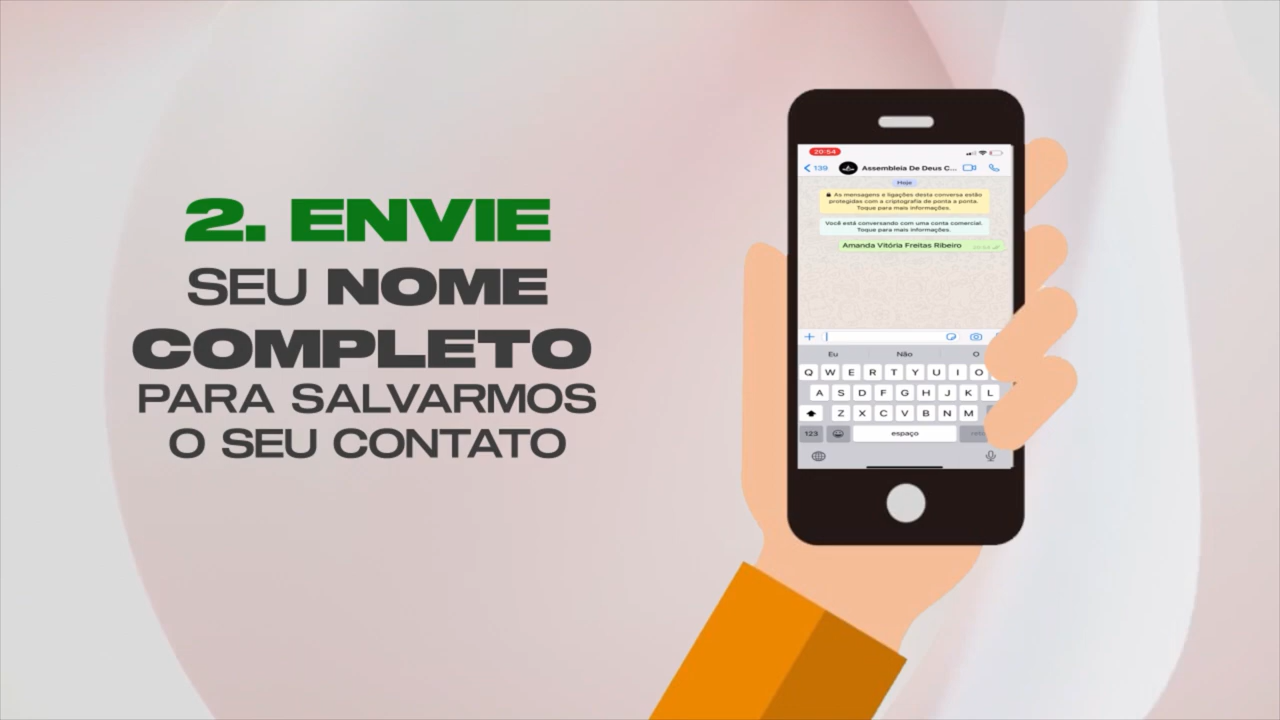 2. ENVIE
SEU NOME
COMPLETO
PARA SALVARMOS
O SEU CONTATO
20:54
139 Assembleia De Deus C...
Hoje
As mensagens e ligações desta conversa estão
protegidas com a criptografia de ponta a ponta.
Toque para mais informações.
Você está conversando com uma conta comercial.
Toque para mais informações.
Amanda Vitória Freitas Ribeiro
Eu Não O
Q W E R T Y U I O
A S D F G H J K L
Z X C V B N M
123 espaço